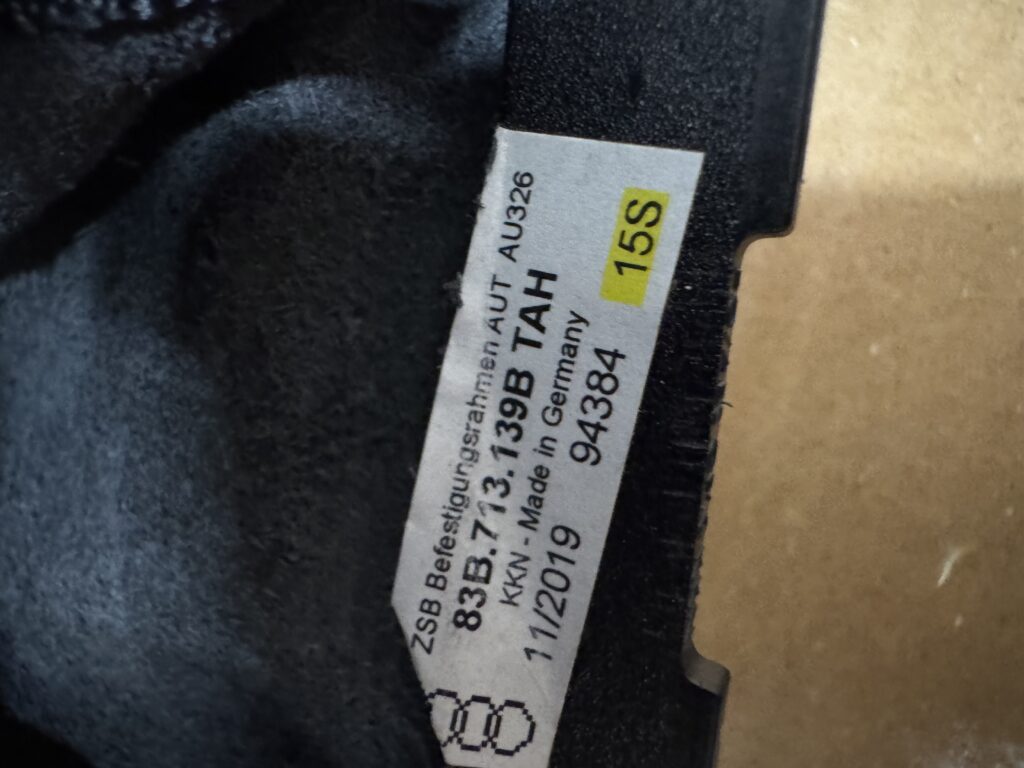 ZSB Befestigungsrahmen AUT AU326
83B.713.139B TAH
KKN - Made in Germany
11/2019 94384 15S